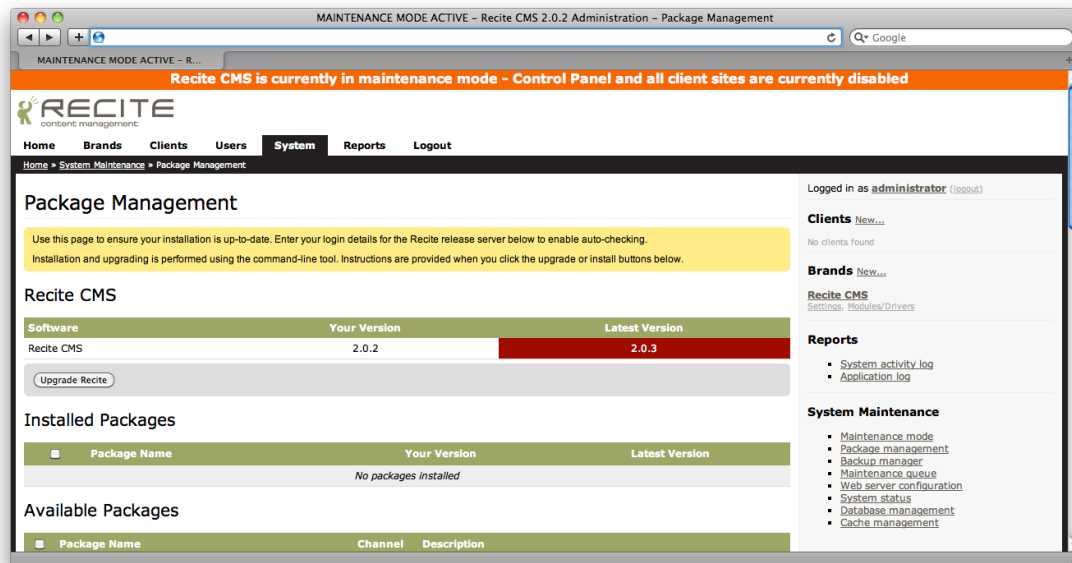 MAINTENANCE MODE ACTIVE – Recite CMS 2.0.2 Administration – Package Management
Google
MAINTENANCE MODE ACTIVE – R...
Recite CMS is currently in maintenance mode - Control Panel and all client sites are currently disabled
RECITE
content management
Home Brands Clients Users System Reports Logout
Home » System Maintenance » Package Management
Package Management
Use this page to ensure your installation is up-to-date. Enter your login details for the Recite release server below to enable auto-checking.
Installation and upgrading is performed using the command-line tool. Instructions are provided when you click the upgrade or install buttons below.
Recite CMS
Software Your Version Latest Version
Recite CMS 2.0.2 2.0.3
Upgrade Recite
Installed Packages
Package Name Your Version Latest Version
No packages installed
Available Packages
Package Name Channel Description
Logged in as administrator (logout)
Clients New...
No clients found
Brands New...
Recite CMS
Settings, Modules/Drivers
Reports
System activity log
Application log
System Maintenance
Maintenance mode
Package management
Backup manager
Maintenance queue
Web server configuration
System status
Database management
Cache management